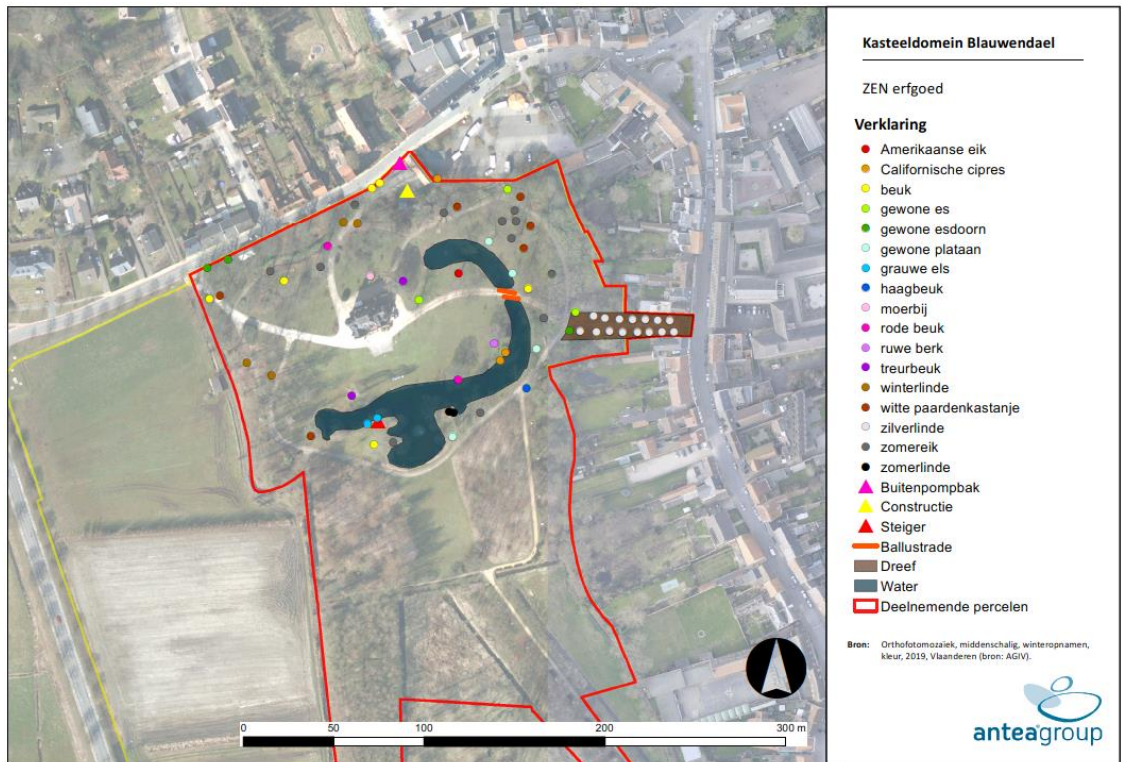 Kasteeldomein Blauwendael
ZEN erfgoed
Verklaring
Amerikaanse eik
Californische cipres
beuk
gewone es
gewone esdoorn
gewone plataan
grauwe els
haagbeuk
moerbij
rode beuk
ruwe berk
treurbeuk
winterlinde
witte paardenkastanje
zilverlinde
zomereik
zomerlinde
Buitenpompbak
Constructie
Steiger
Ballustrade
Dreef
Water
Deelnemende percelen
Bron: Orthofotomozaiek, middenschalig, winteropnamen,
kleur, 2019, Vlaanderen (bron: AGIV).
anteagroup
0 50 100 200 300 m